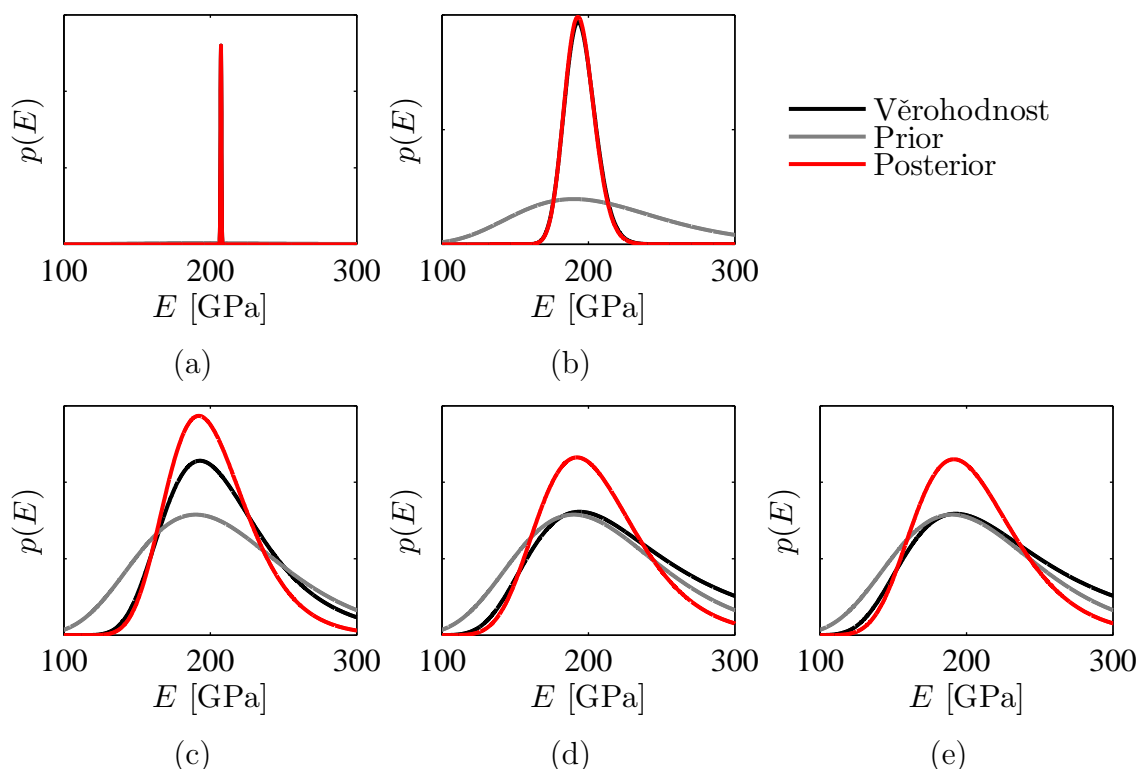 p(E)
100 200 300
E [GPa]
(a)
p(E)
100 200 300
E [GPa]
(b)
Věrohodnost
Prior
Posterior
p(E)
100 200 300
E [GPa]
(c)
p(E)
100 200 300
E [GPa]
(d)
p(E)
100 200 300
E [GPa]
(e)